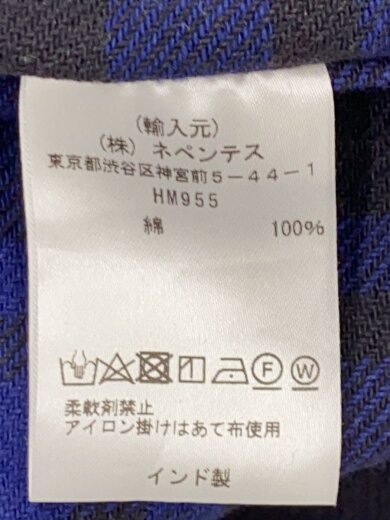 (輸入元)
(株) ネペンテス
東京都渋谷区神宮前5-44-1
HM955
綿 100%
F W
柔軟剤禁止
アイロン掛けはあて布使用
インド製